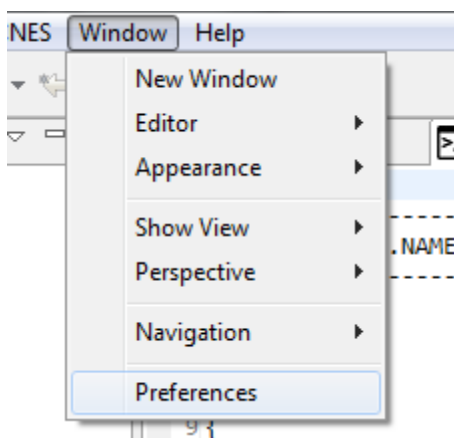 NES Window Help
New Window
Editor
Appearance
Show View
.NAME
Perspective
Navigation
Preferences
9 {